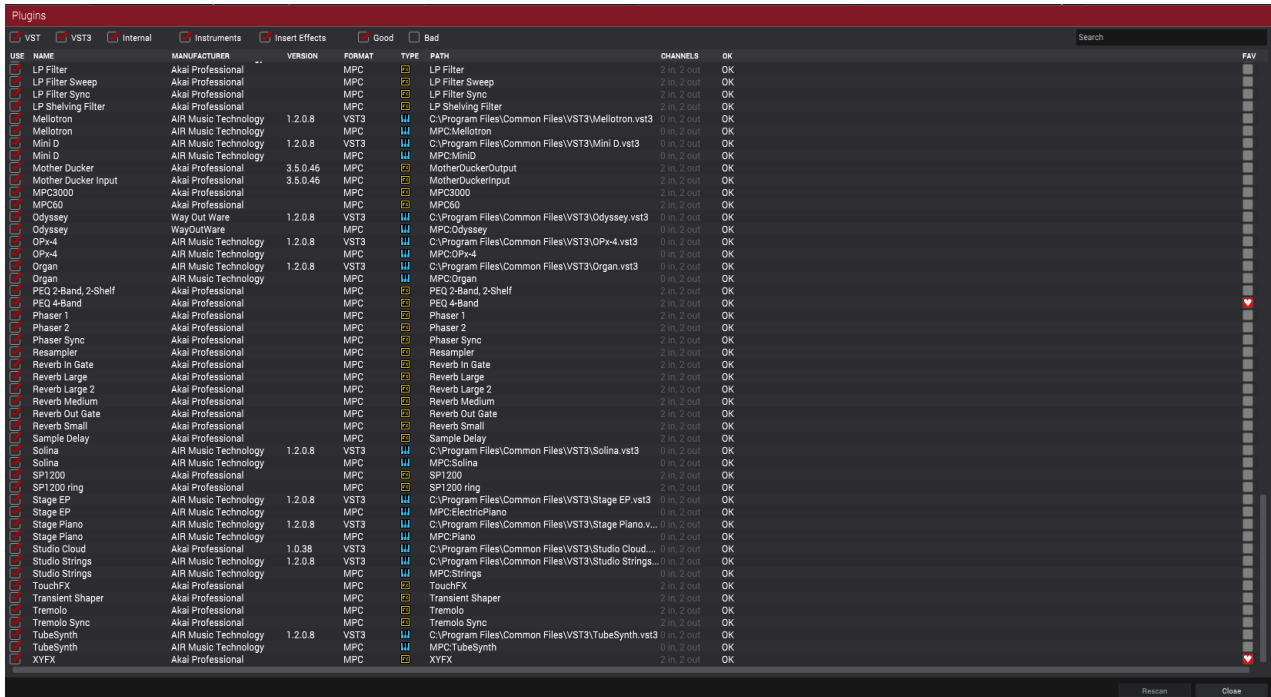 Plugins
VST VST3 Internal Instruments Insert Effects Good Bad Search
USE NAME MANUFACTURER VERSION FORMAT TYPE PATH CHANNELS OK FAV
LP Filter Akai Professional MPC FX LP Filter 2 in, 2 out OK
LP Filter Sweep Akai Professional MPC FX LP Filter Sweep 2 in, 2 out OK
LP Filter Sync Akai Professional MPC FX LP Filter Sync 2 in, 2 out OK
LP Shelving Filter Akai Professional MPC FX LP Shelving Filter 2 in, 2 out OK
Mellotron AIR Music Technology 1.2.0.8 VST3 C:\Program Files\Common Files\VST3\Mellotron.vst3 0 in, 2 out OK
Mellotron AIR Music Technology MPC MPC:Mellotron 0 in, 2 out OK
Mini D AIR Music Technology 1.2.0.8 VST3 C:\Program Files\Common Files\VST3\Mini D.vst3 0 in, 2 out OK
Mini D AIR Music Technology MPC MPC:MiniD 0 in, 2 out OK
Mother Ducker Akai Professional 3.5.0.46 MPC FX MotherDuckerOutput 2 in, 2 out OK
Mother Ducker Input Akai Professional 3.5.0.46 MPC FX MotherDuckerInput 2 in, 2 out OK
MPC3000 Akai Professional MPC FX MPC3000 2 in, 2 out OK
MPC60 Akai Professional MPC FX MPC60 2 in, 2 out OK
Odyssey Way Out Ware 1.2.0.8 VST3 C:\Program Files\Common Files\VST3\Odyssey.vst3 0 in, 2 out OK
Odyssey WayOutWare MPC MPC:Odyssey 0 in, 2 out OK
OPx-4 AIR Music Technology 1.2.0.8 VST3 C:\Program Files\Common Files\VST3\OPx-4.vst3 0 in, 2 out OK
OPx-4 AIR Music Technology MPC MPC:OPx-4 0 in, 2 out OK
Organ AIR Music Technology 1.2.0.8 VST3 C:\Program Files\Common Files\VST3\Organ.vst3 0 in, 2 out OK
Organ AIR Music Technology MPC MPC:Organ 0 in, 2 out OK
PEQ 2-Band, 2-Shelf Akai Professional MPC FX PEQ 2-Band, 2-Shelf 2 in, 2 out OK
PEQ 4-Band Akai Professional MPC FX PEQ 4-Band 2 in, 2 out OK
Phaser 1 Akai Professional MPC FX Phaser 1 2 in, 2 out OK
Phaser 2 Akai Professional MPC FX Phaser 2 2 in, 2 out OK
Phaser Sync Akai Professional MPC FX Phaser Sync 2 in, 2 out OK
Resampler Akai Professional MPC FX Resampler 2 in, 2 out OK
Reverb In Gate Akai Professional MPC FX Reverb In Gate 2 in, 2 out OK
Reverb Large Akai Professional MPC FX Reverb Large 2 in, 2 out OK
Reverb Large 2 Akai Professional MPC FX Reverb Large 2 2 in, 2 out OK
Reverb Medium Akai Professional MPC FX Reverb Medium 2 in, 2 out OK
Reverb Out Gate Akai Professional MPC FX Reverb Out Gate 2 in, 2 out OK
Reverb Small Akai Professional MPC FX Reverb Small 2 in, 2 out OK
Sample Delay Akai Professional MPC FX Sample Delay 2 in, 2 out OK
Solina AIR Music Technology 1.2.0.8 VST3 C:\Program Files\Common Files\VST3\Solina.vst3 0 in, 2 out OK
Solina AIR Music Technology MPC MPC:Solina 0 in, 2 out OK
SP1200 Akai Professional MPC FX SP1200 2 in, 2 out OK
SP1200 ring Akai Professional MPC FX SP1200 ring 2 in, 2 out OK
Stage EP AIR Music Technology 1.2.0.8 VST3 C:\Program Files\Common Files\VST3\Stage EP.vst3 0 in, 2 out OK
Stage EP AIR Music Technology MPC MPC:ElectricPiano 0 in, 2 out OK
Stage Piano AIR Music Technology 1.2.0.8 VST3 C:\Program Files\Common Files\VST3\Stage Piano.v... 0 in, 2 out OK
Stage Piano AIR Music Technology MPC MPC:Piano 0 in, 2 out OK
Studio Cloud Akai Professional 1.0.38 VST3 C:\Program Files\Common Files\VST3\Studio Cloud.... 0 in, 2 out OK
Studio Strings AIR Music Technology 1.2.0.8 VST3 C:\Program Files\Common Files\VST3\Studio Strings... 0 in, 2 out OK
Studio Strings AIR Music Technology MPC MPC:Strings 0 in, 2 out OK
TouchFX Akai Professional MPC FX TouchFX 2 in, 2 out OK
Transient Shaper Akai Professional MPC FX Transient Shaper 2 in, 2 out OK
Tremolo Akai Professional MPC FX Tremolo 2 in, 2 out OK
Tremolo Sync Akai Professional MPC FX Tremolo Sync 2 in, 2 out OK
TubeSynth AIR Music Technology 1.2.0.8 VST3 C:\Program Files\Common Files\VST3\TubeSynth.vst3 0 in, 2 out OK
TubeSynth AIR Music Technology MPC MPC:TubeSynth 0 in, 2 out OK
XYFX Akai Professional MPC FX XYFX 2 in, 2 out OK
Rescan Close